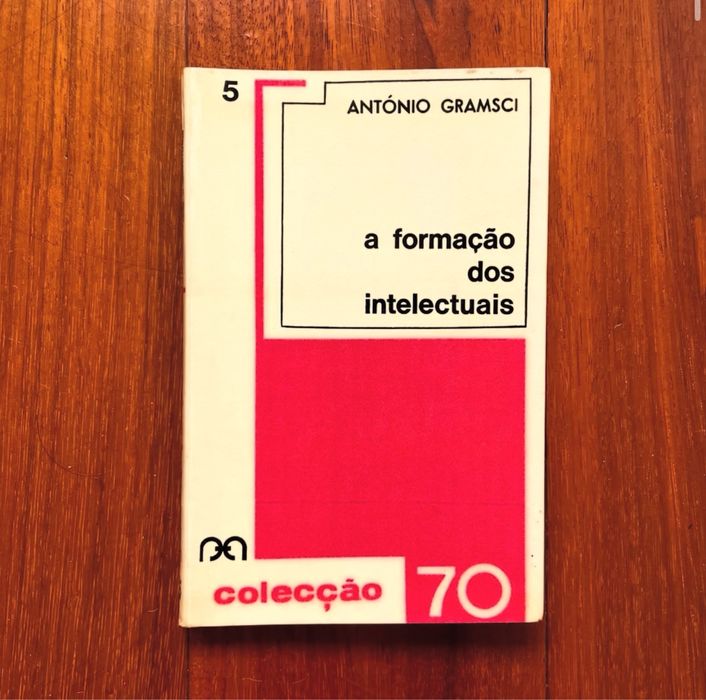 5
ANTÓNIO GRAMSCI
a formação
dos
intelectuais
colecção 70